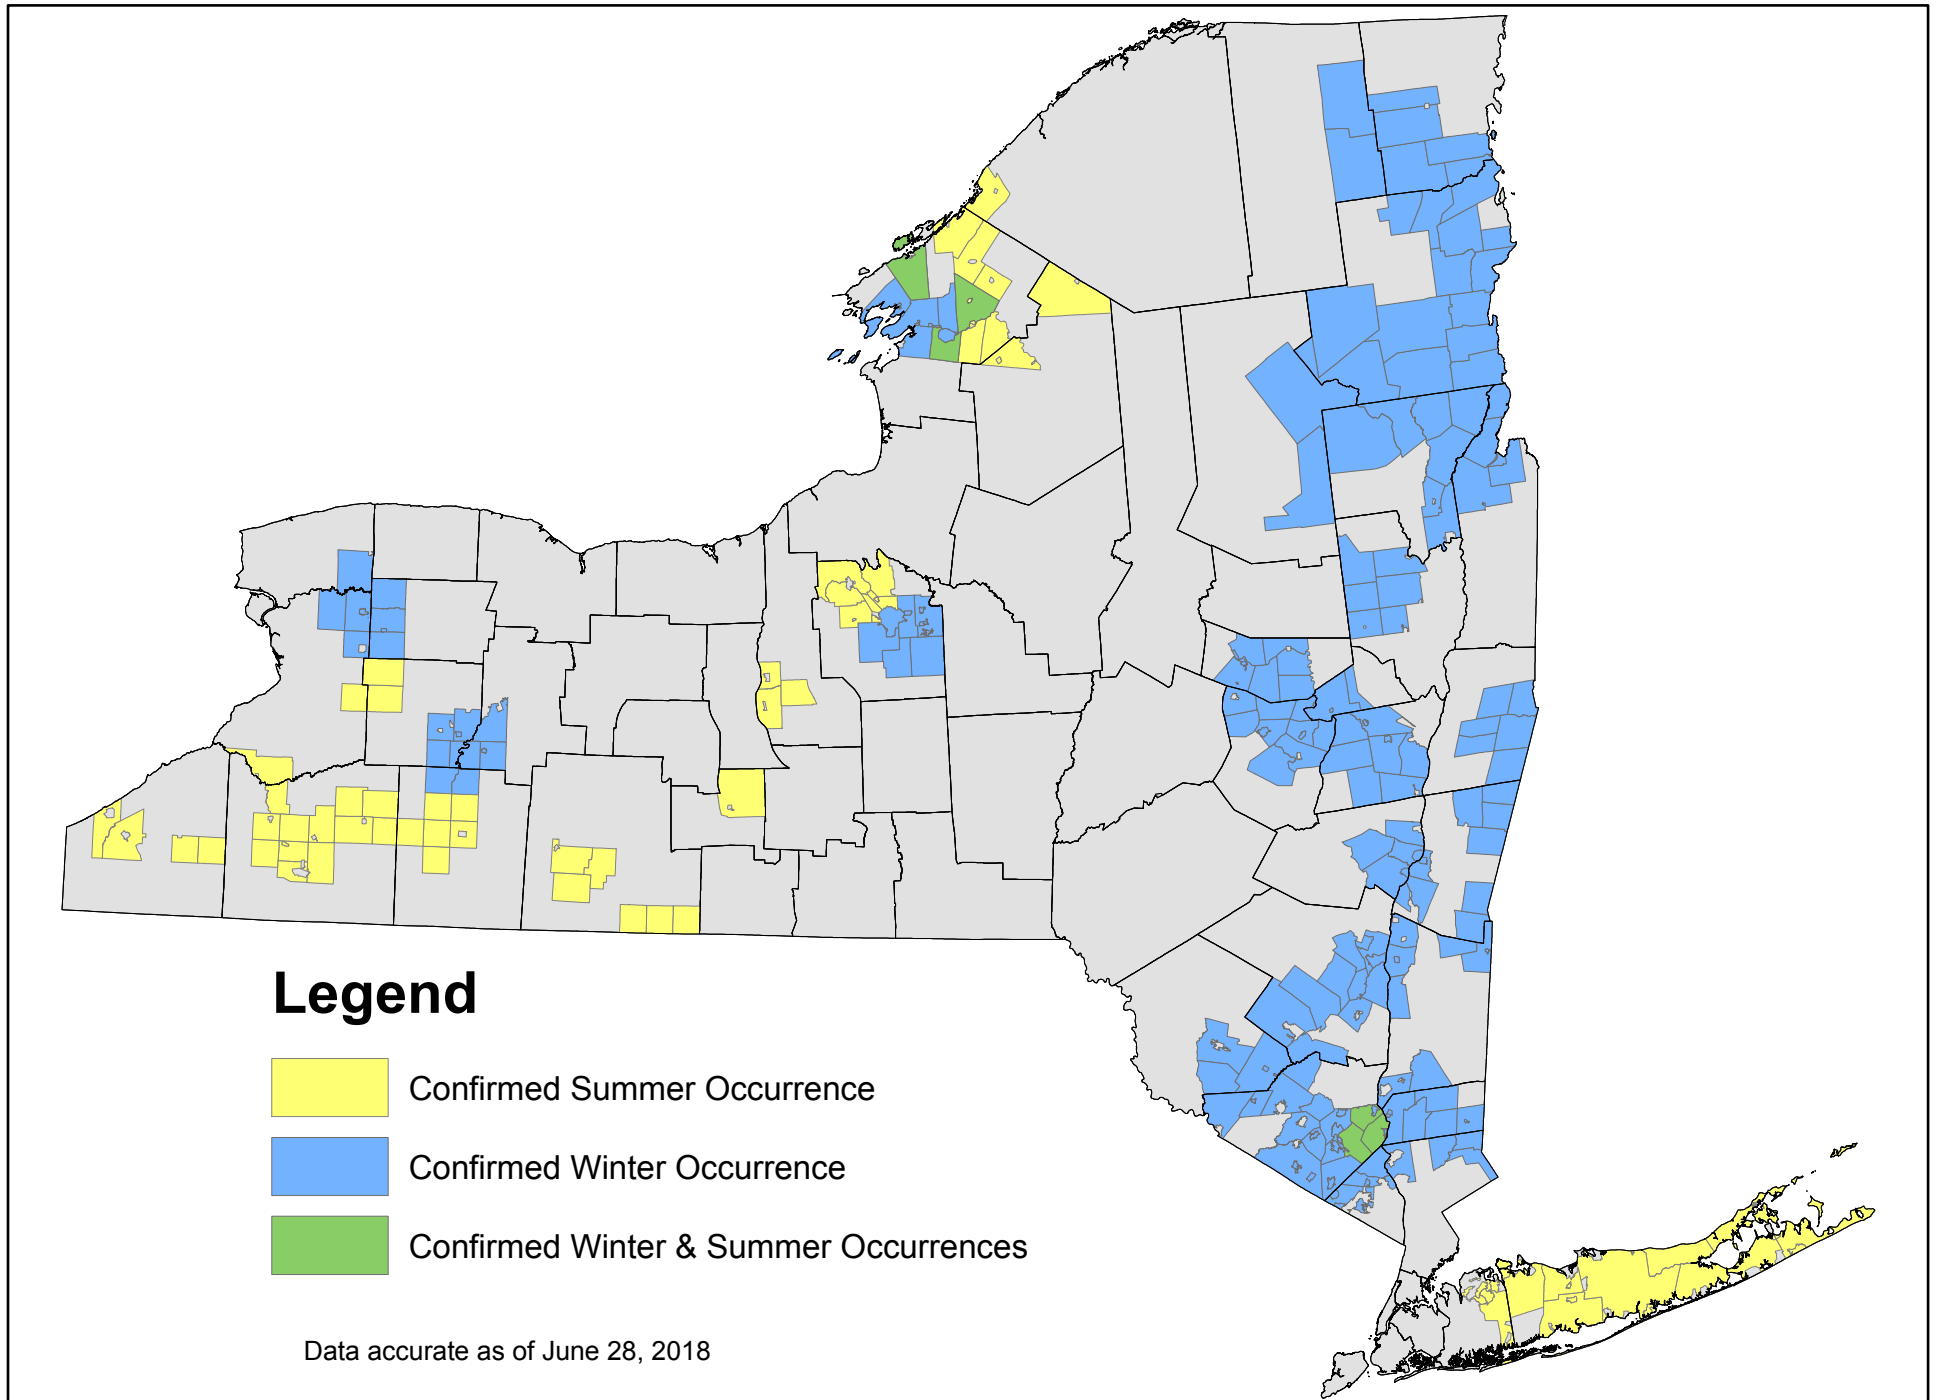 Legend
Confirmed Summer Occurrence
Confirmed Winter Occurrence
Confirmed Winter & Summer Occurrences
Data accurate as of June 28, 2018